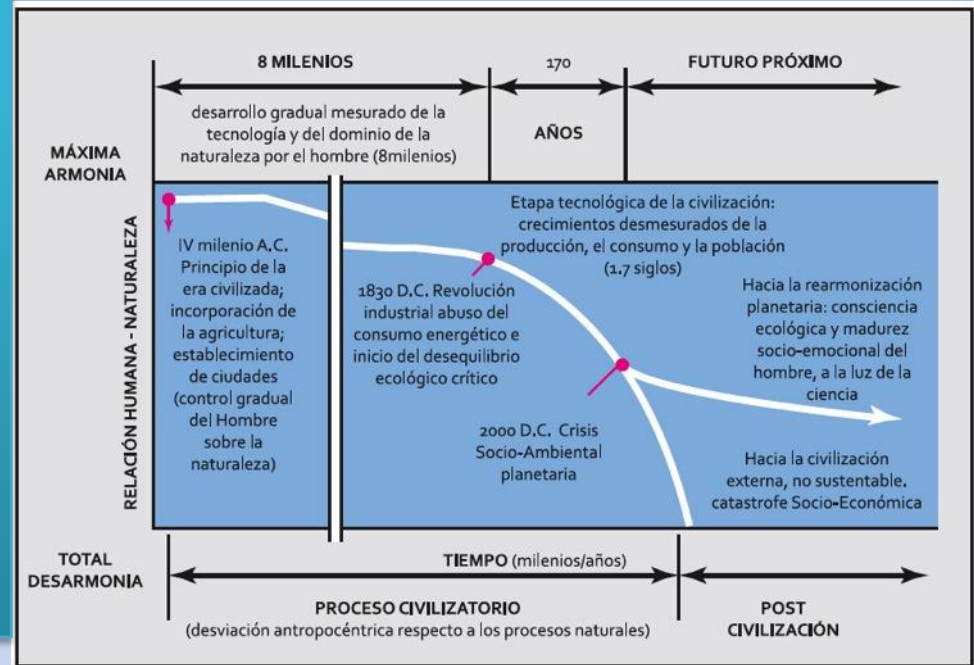 8 MILENIOS
170
FUTURO PRÓXIMO
desarrollo gradual mesurado de la
tecnología y del dominio de la
naturaleza por el hombre (8milenios)
AÑOS
MÁXIMA
ARMONIA
RELACIÓN HUMANA - NATURALEZA
IV milenio A.C.
Principio de la
era civilizada;
incorporación de
la agricultura;
establecimiento
de ciudades
(control gradual
del Hombre
sobre la
naturaleza)
1830 D.C. Revolución
industrial abuso del
consumo energético e
inicio del desequilibrio
ecológico crítico
Etapa tecnológica de la civilización:
crecimientos desmesurados de la
producción, el consumo y la población
(1.7 siglos)
2000 D.C. Crisis
Socio-Ambiental
planetaria
Hacia la rearmonización
planetaria: consciencia
ecológica y madurez
socio-emocional del
hombre, a la luz de la
ciencia
Hacia la civilización
externa, no sustentable.
catastrofe Socio-Económica
TOTAL
DESARMONIA
TIEMPO (milenios/años)
PROCESO CIVILIZATORIO
(desviación antropocéntrica respecto a los procesos naturales)
POST
CIVILIZACIÓN